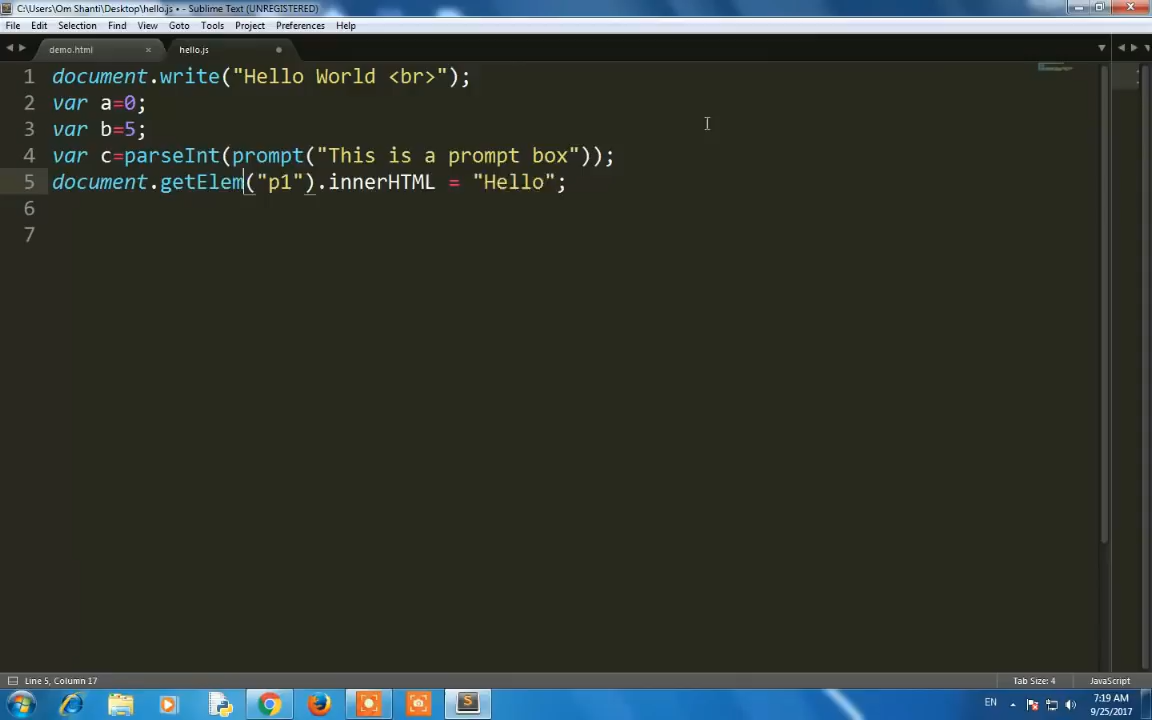 C:\Users\Om Shanti\Desktop\hello.js • - Sublime Text (UNREGISTERED)
File Edit Selection Find View Goto Tools Project Preferences Help
demo.html hello.js
1 document.write("Hello World <br>");
2 var a=0;
3 var b=5;
4 var c=parseInt(prompt("This is a prompt box"));
5 document.getElem("p1").innerHTML = "Hello";
6
7
Line 5, Column 17 Tab Size: 4 JavaScript
EN 7:19 AM
9/25/2017